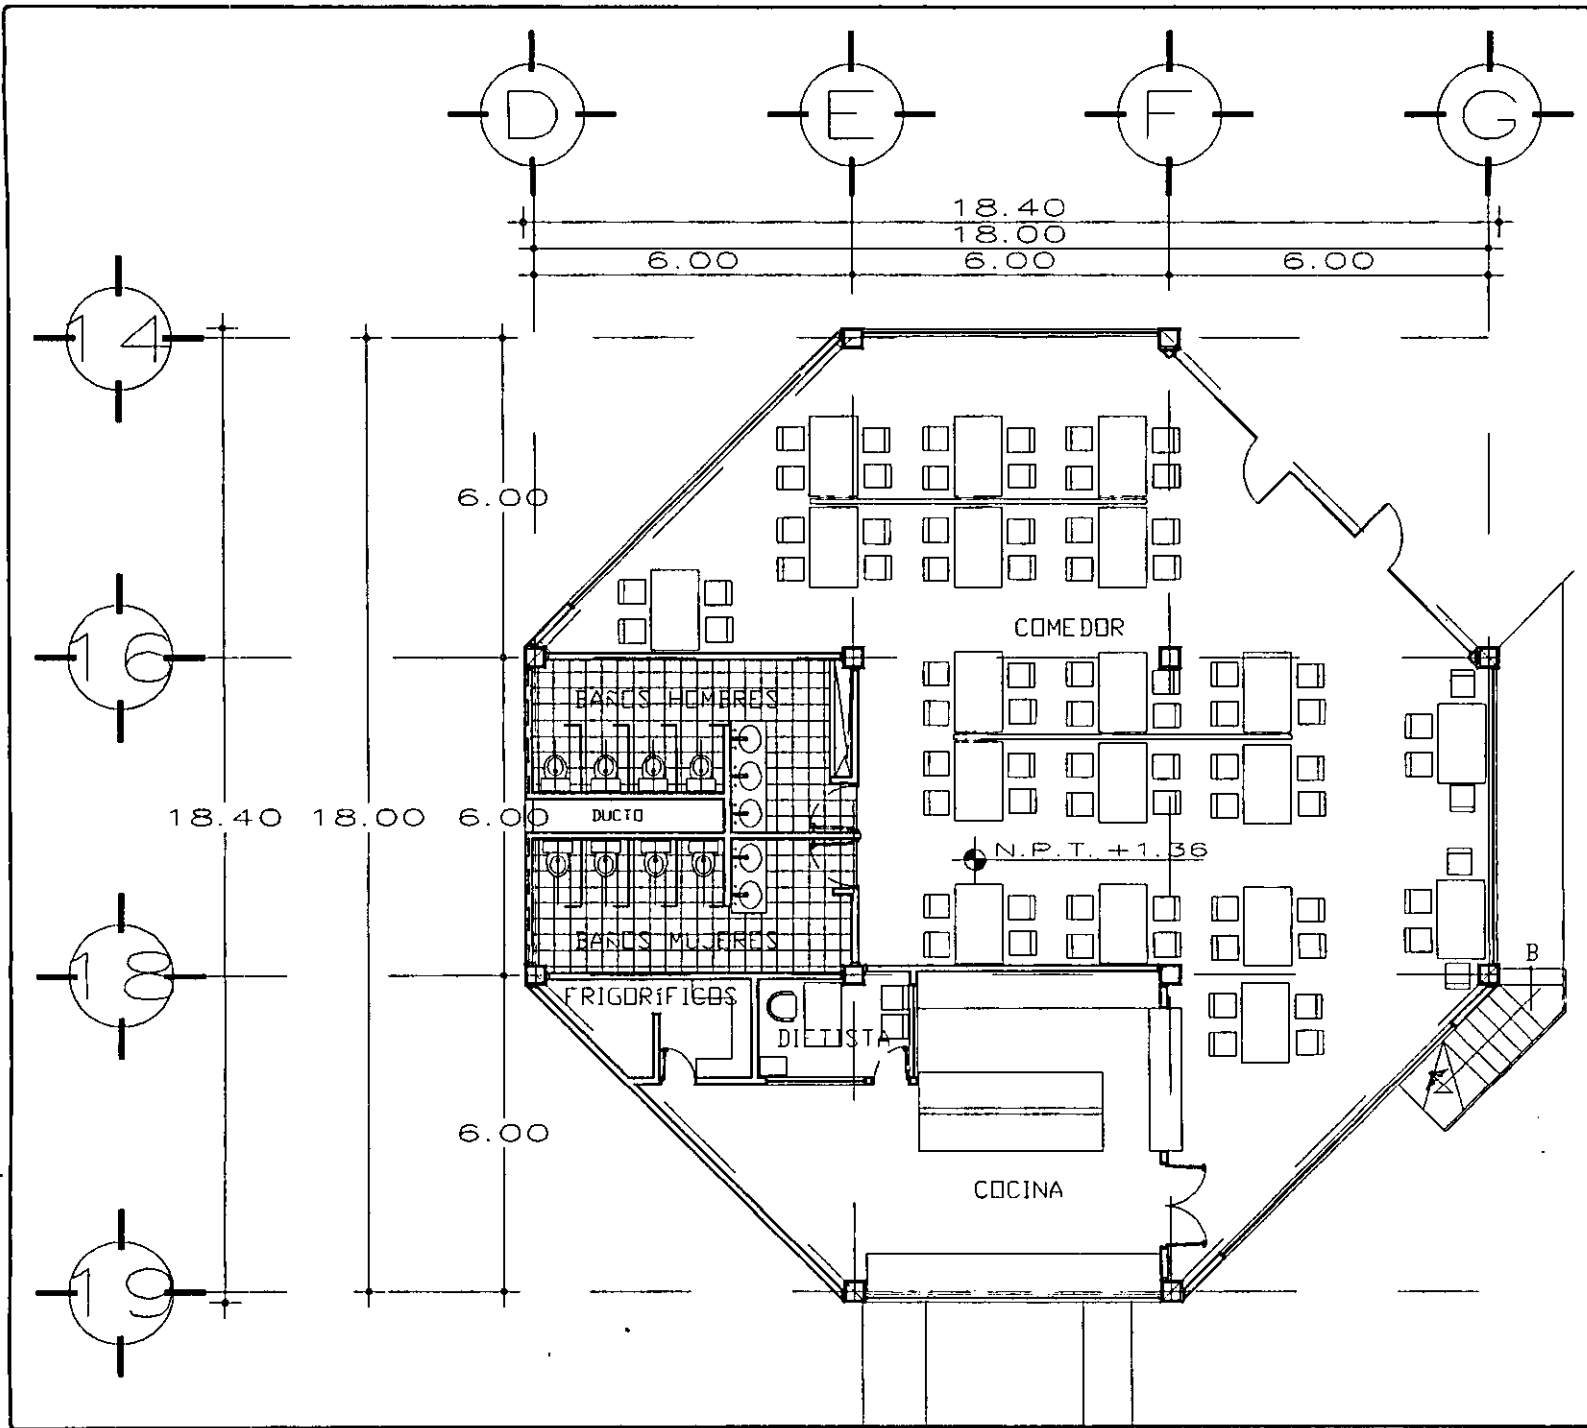 D E F G
18.40
18.00
6.00 6.00 6.00
14
6.00
COMEDOR
16
BAÑOS HOMBRES
18.40 18.00 6.00
DUCTO
N.P.T. +1.36
BAÑOS MUJERES
B
18
FRIGORíFICOS
DIETISTA
6.00
COCINA
19